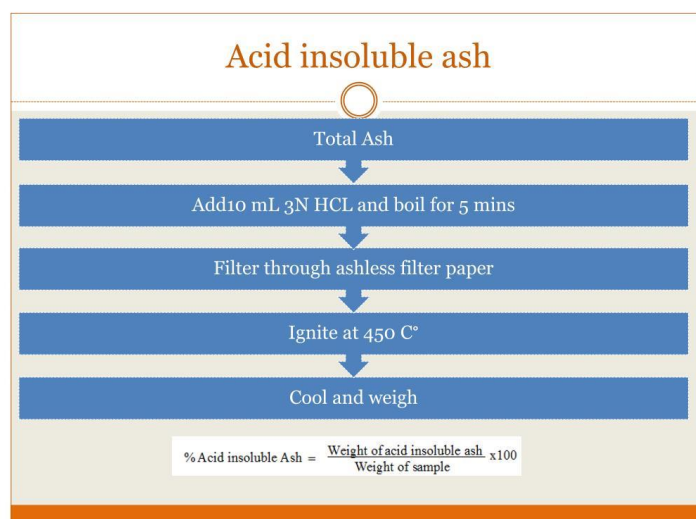 Acid insoluble ash
Total Ash
Add10 mL 3N HCL and boil for 5 mins
Filter through ashless filter paper
Ignite at 450 C°
Cool and weigh
% Acid insoluble Ash = Weight of acid insoluble ash x100
Weight of sample